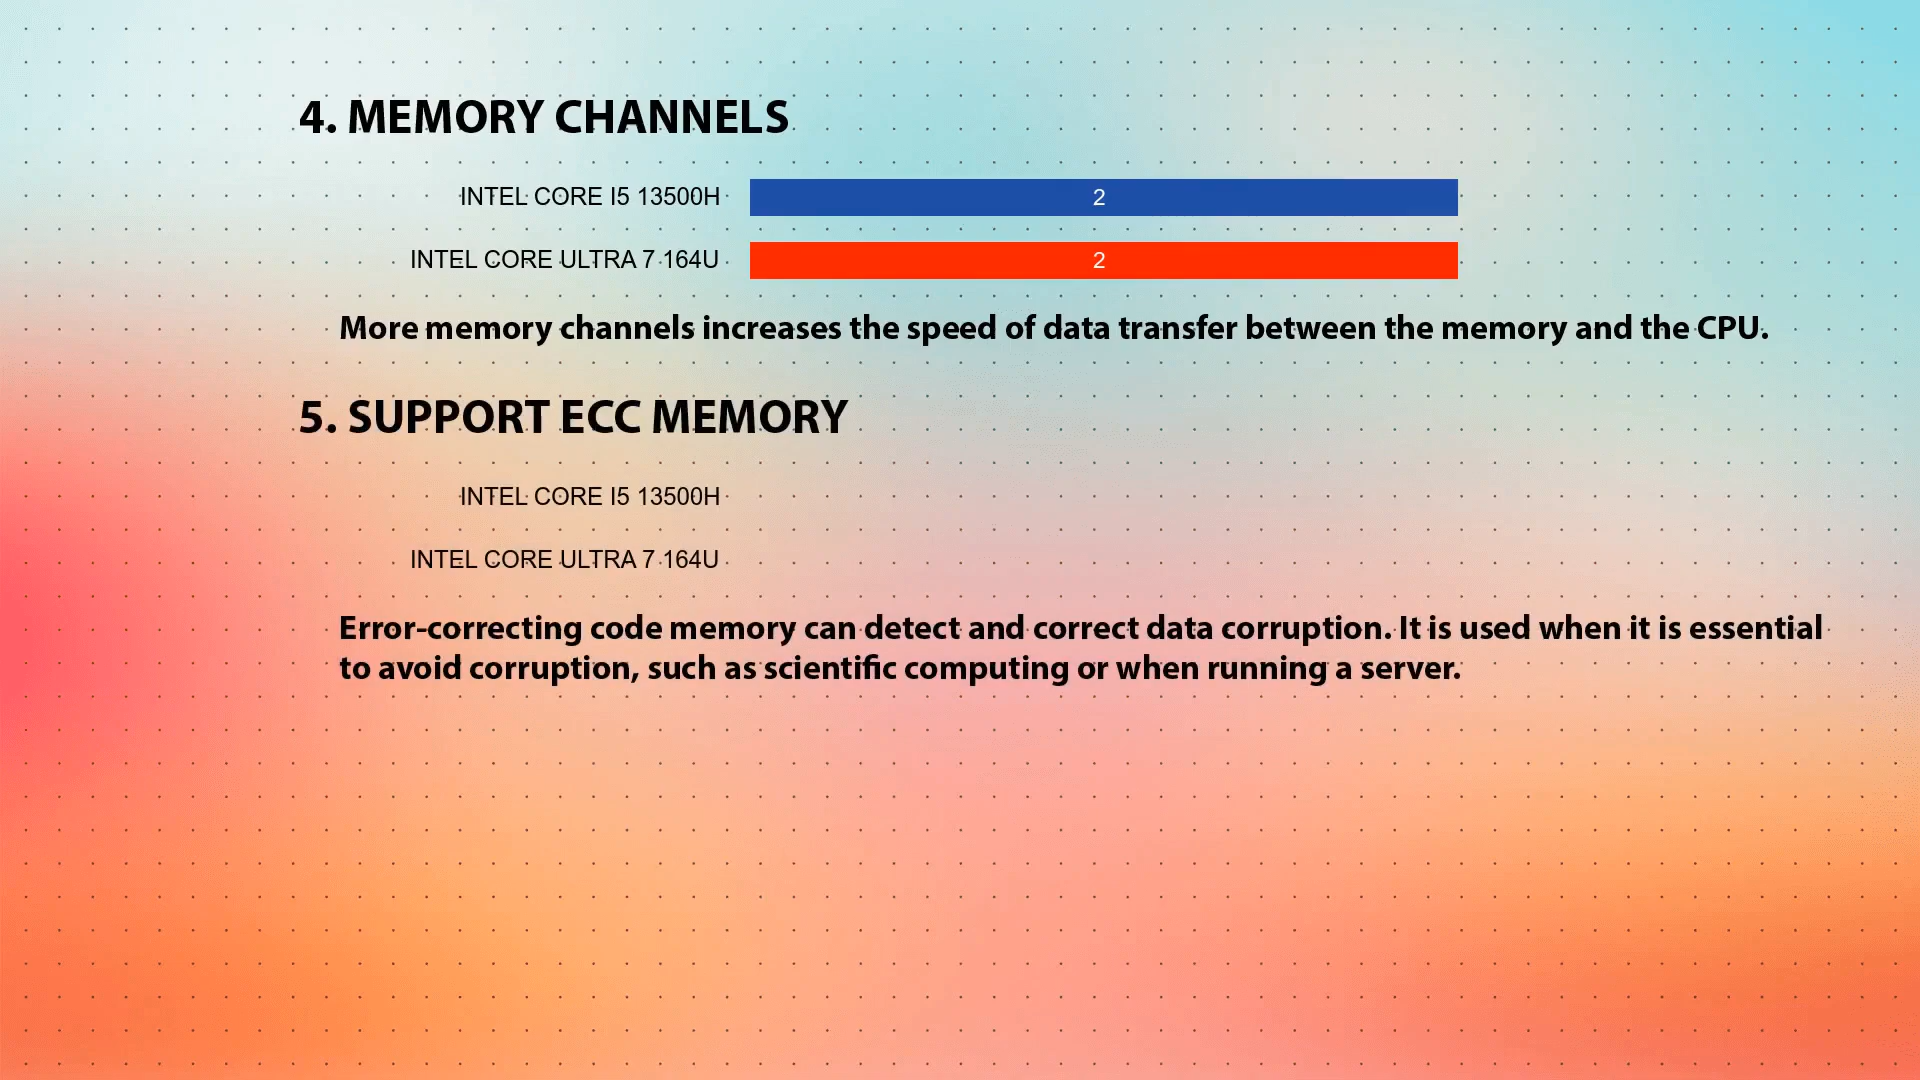 4. MEMORY CHANNELS
INTEL CORE I5 13500H
2
INTEL CORE ULTRA 7 164U
2
More memory channels increases the speed of data transfer between the memory and the CPU.
5. SUPPORT ECC MEMORY
INTEL CORE I5 13500H
INTEL CORE ULTRA 7 164U
Error-correcting code memory can detect and correct data corruption. It is used when it is essential
to avoid corruption, such as scientific computing or when running a server.